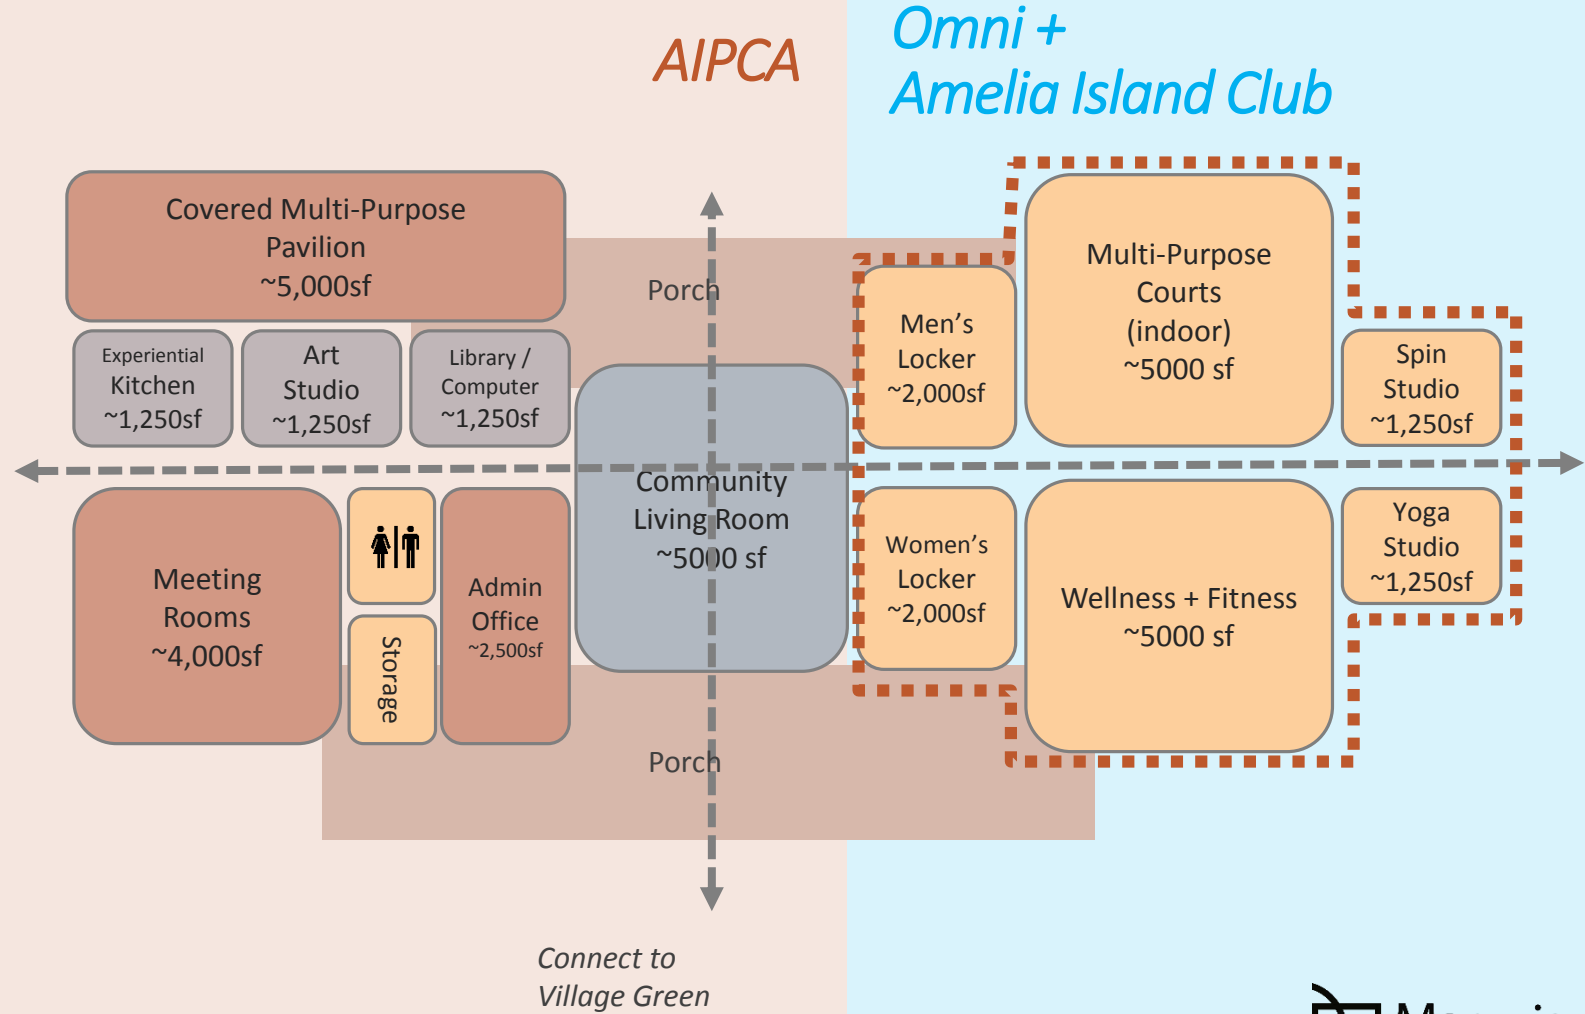 AIPCA
Omni +
Amelia Island Club
Covered Multi-Purpose
Pavilion
~5,000sf
Porch
Experiential
Kitchen
~1,250sf
Art
Studio
~1,250sf
Library /
Computer
~1,250sf
Men's
Locker
~2,000sf
Multi-Purpose
Courts
(indoor)
~5000 sf
Spin
Studio
~1,250sf
Community
Living Room
~5000 sf
Meeting
Rooms
~4,000sf
Storage
Admin
Office
~2,500sf
Women's
Locker
~2,000sf
Wellness + Fitness
~5000 sf
Yoga
Studio
~1,250sf
Porch
Connect to
Village Green